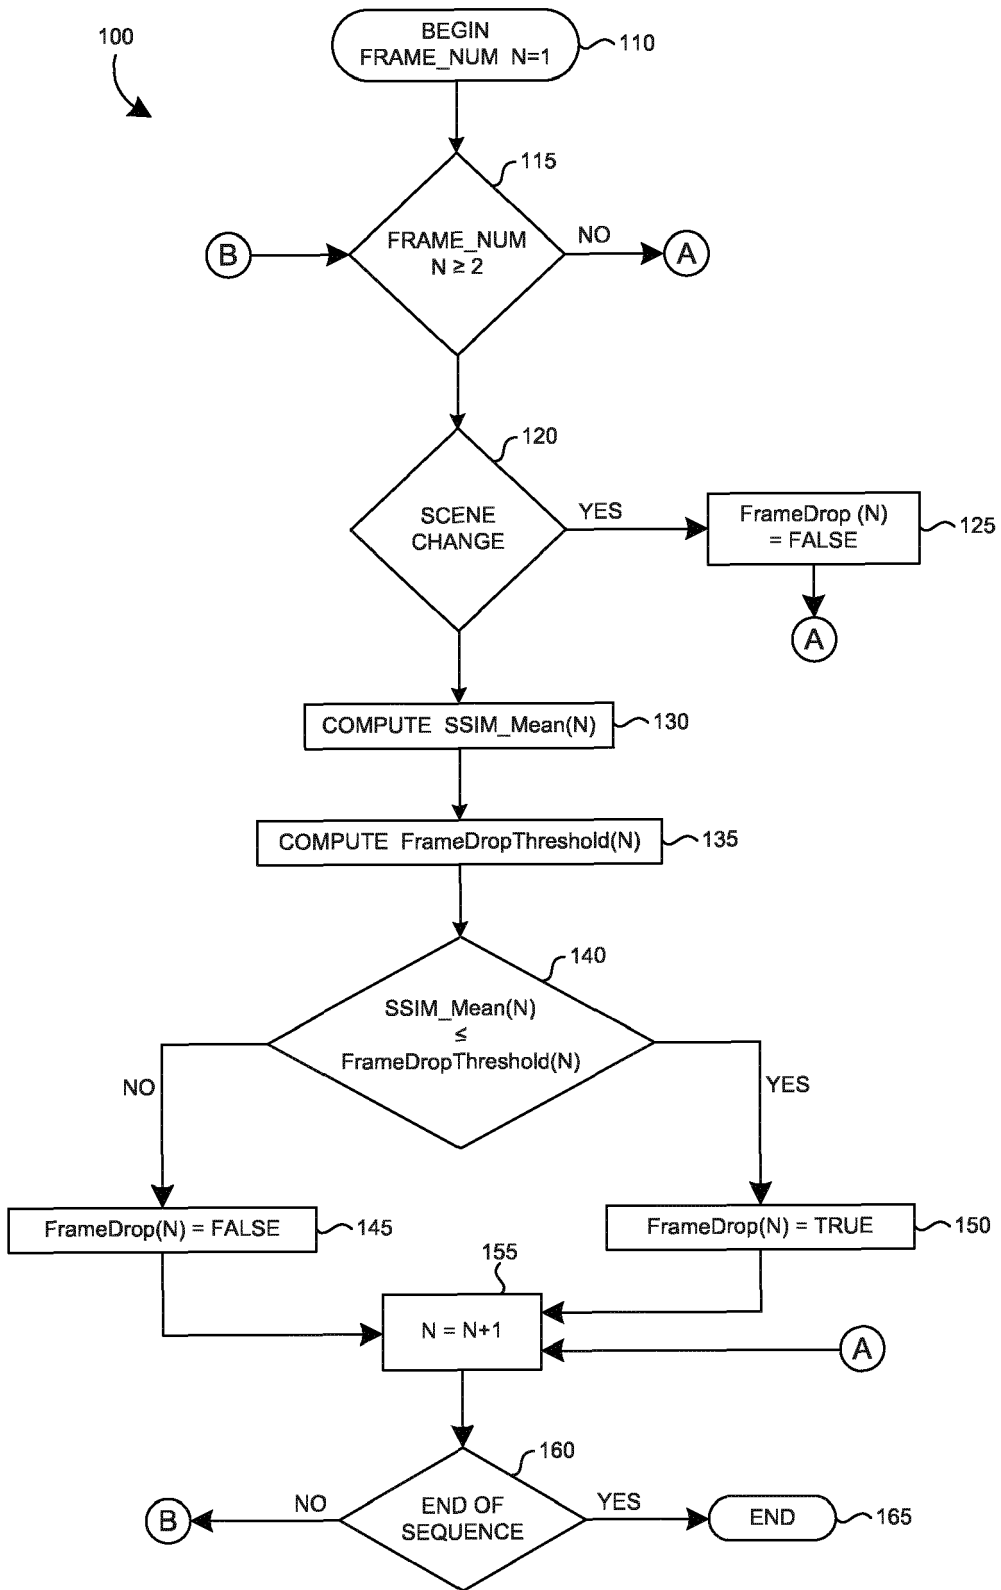 100
BEGIN
FRAME_NUM N=1
110
115
B
FRAME_NUM
N ≥ 2
NO
A
120
SCENE
CHANGE
YES
FrameDrop (N)
= FALSE
125
A
COMPUTE SSIM_Mean(N)
130
COMPUTE FrameDropThreshold(N)
135
140
SSIM_Mean(N)
≤
FrameDropThreshold(N)
NO
YES
FrameDrop(N) = FALSE
145
FrameDrop(N) = TRUE
150
155
N = N+1
A
160
B
NO
END OF
SEQUENCE
YES
END
165